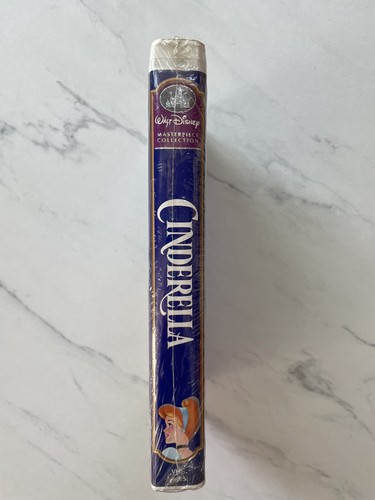 Walt Disney
MASTERPIECE
COLLECTION
CINDERELLA